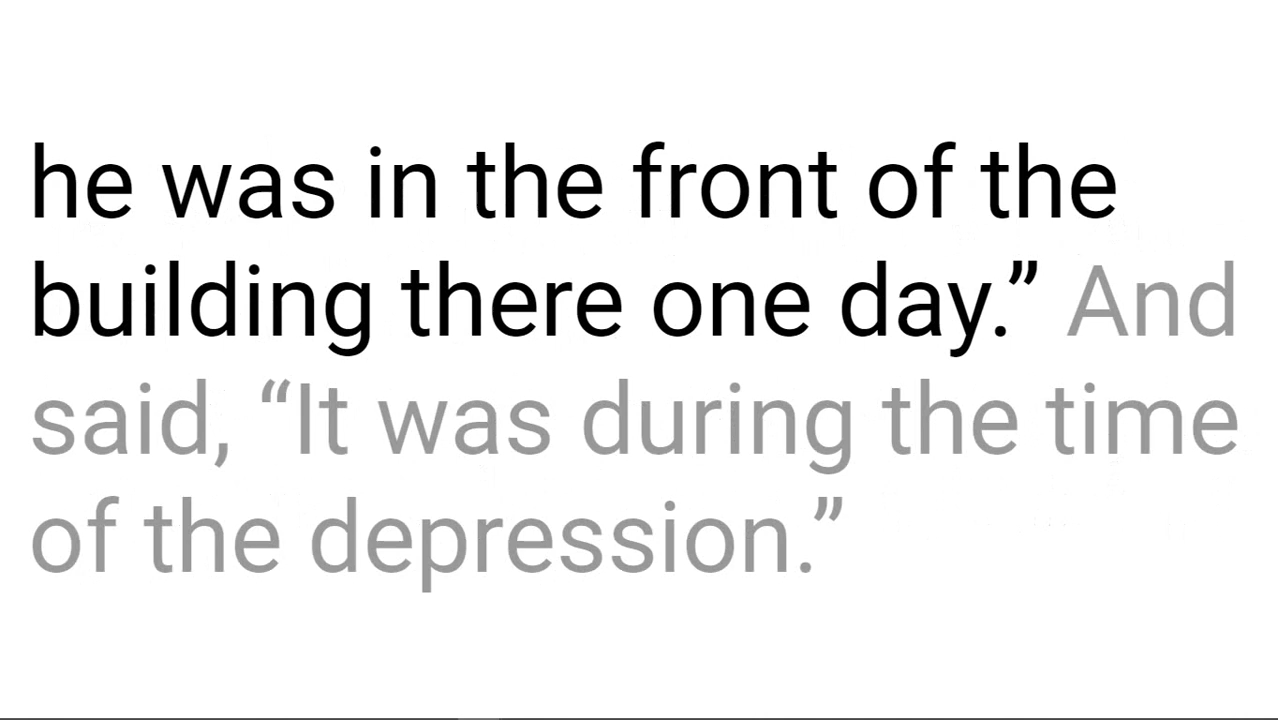 he was in the front of the
building there one day.” And
said, “It was during the time
of the depression.”